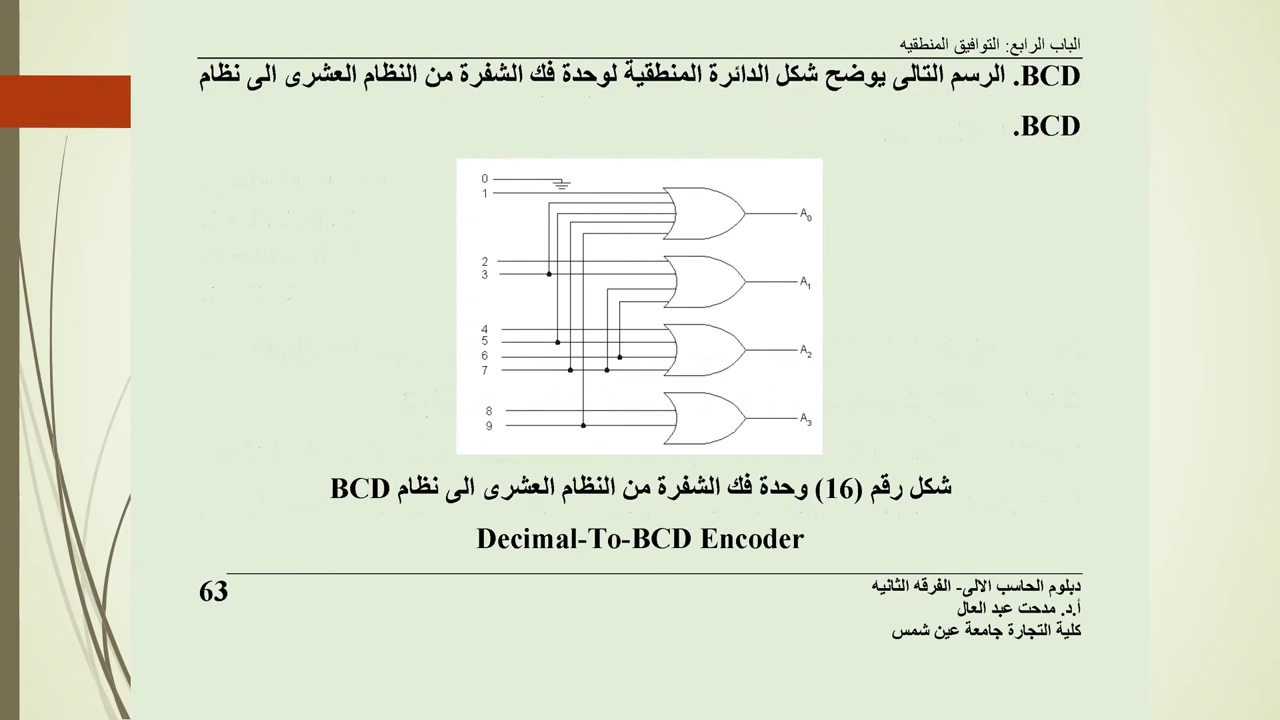 الباب الرابع: التوافيق المنطقيه
BCD. الرسم التالى يوضح شكل الدائرة المنطقية لوحدة فك الشفرة من النظام العشرى الى نظام
BCD.
0
1
A0
2
3
A1
4
5
6
7
A2
8
9
A3
شكل رقم (16) وحدة فك الشفرة من النظام العشرى الى نظام BCD
Decimal-To-BCD Encoder
دبلوم الحاسب الالى- الفرقه الثانيه
63
أ.د. مدحت عبد العال
كلية التجارة جامعة عين شمس